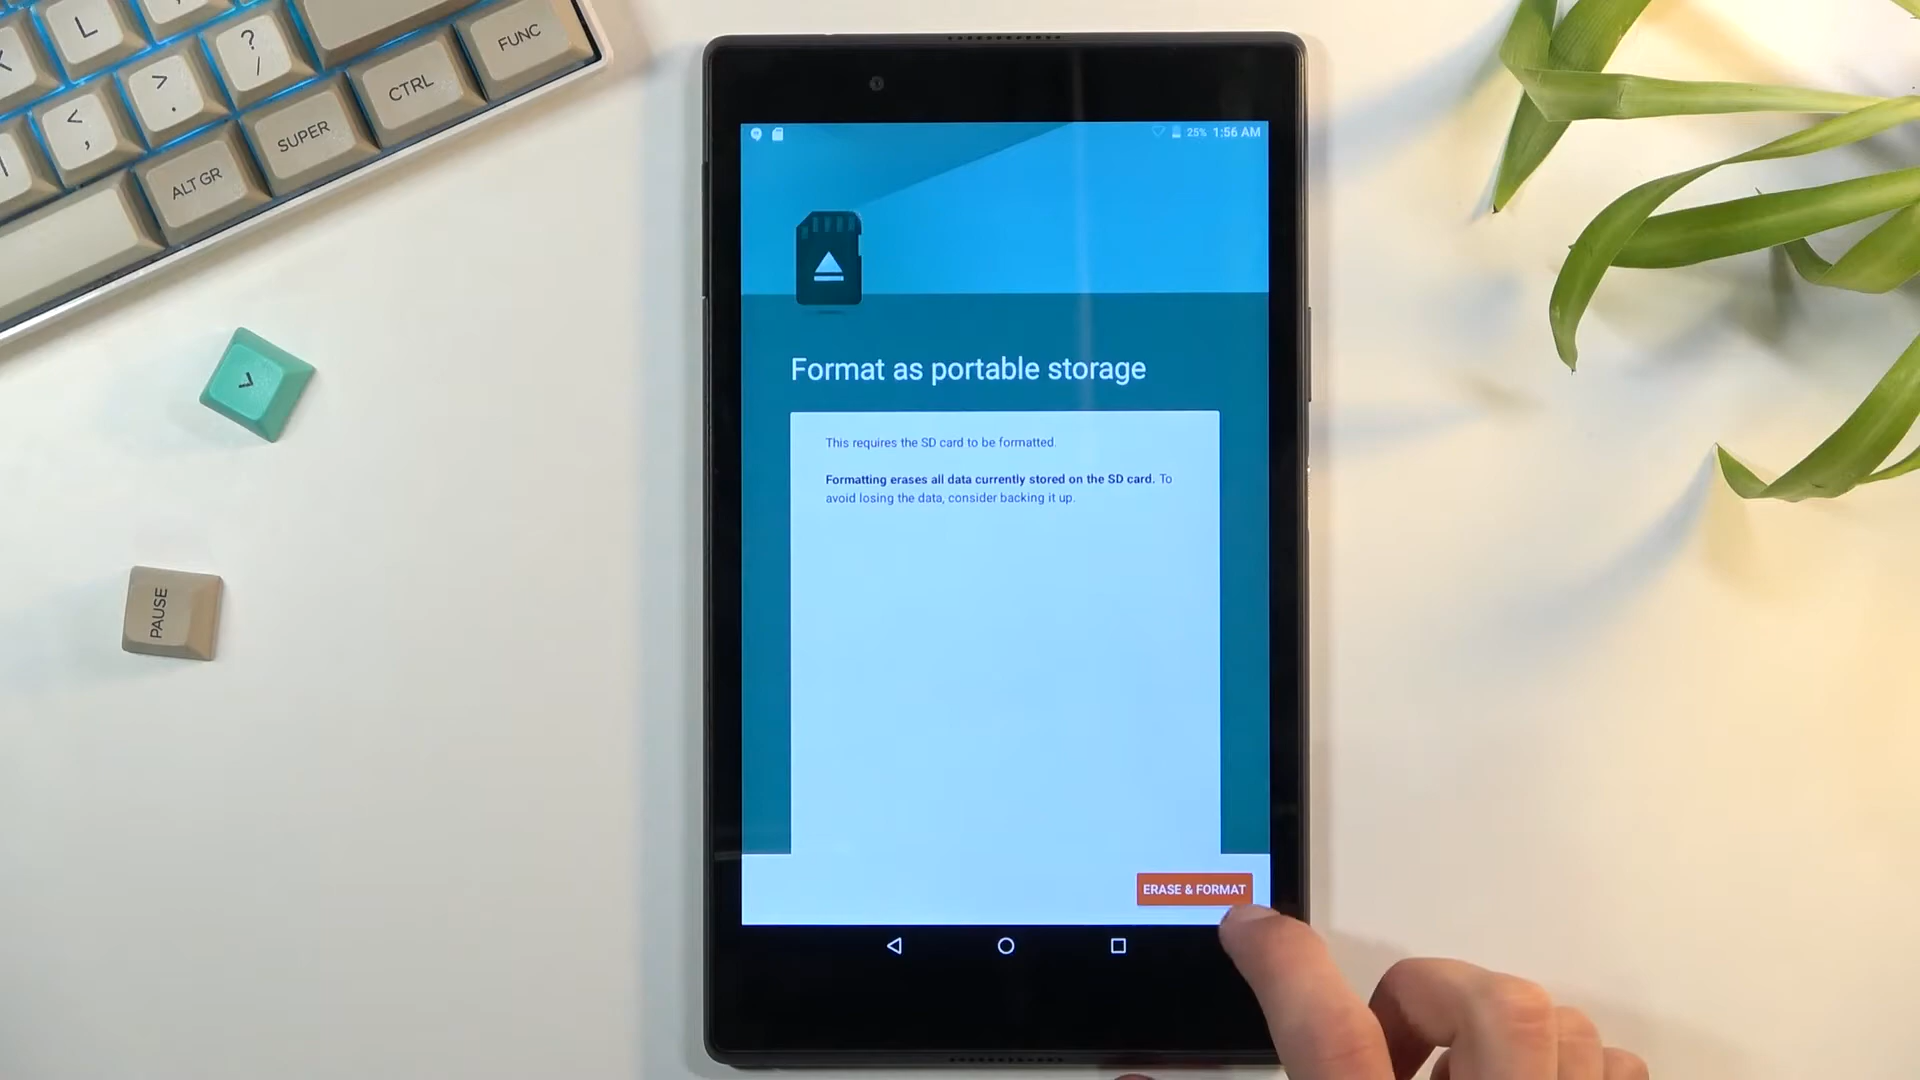 L
FUNC
?
/
>
.
CTRL
<
,
SUPER
ALT GR
25% 1:56 AM
Format as portable storage
This requires the SD card to be formatted.
Formatting erases all data currently stored on the SD card. To
avoid losing the data, consider backing it up.
PAUSE
ERASE & FORMAT